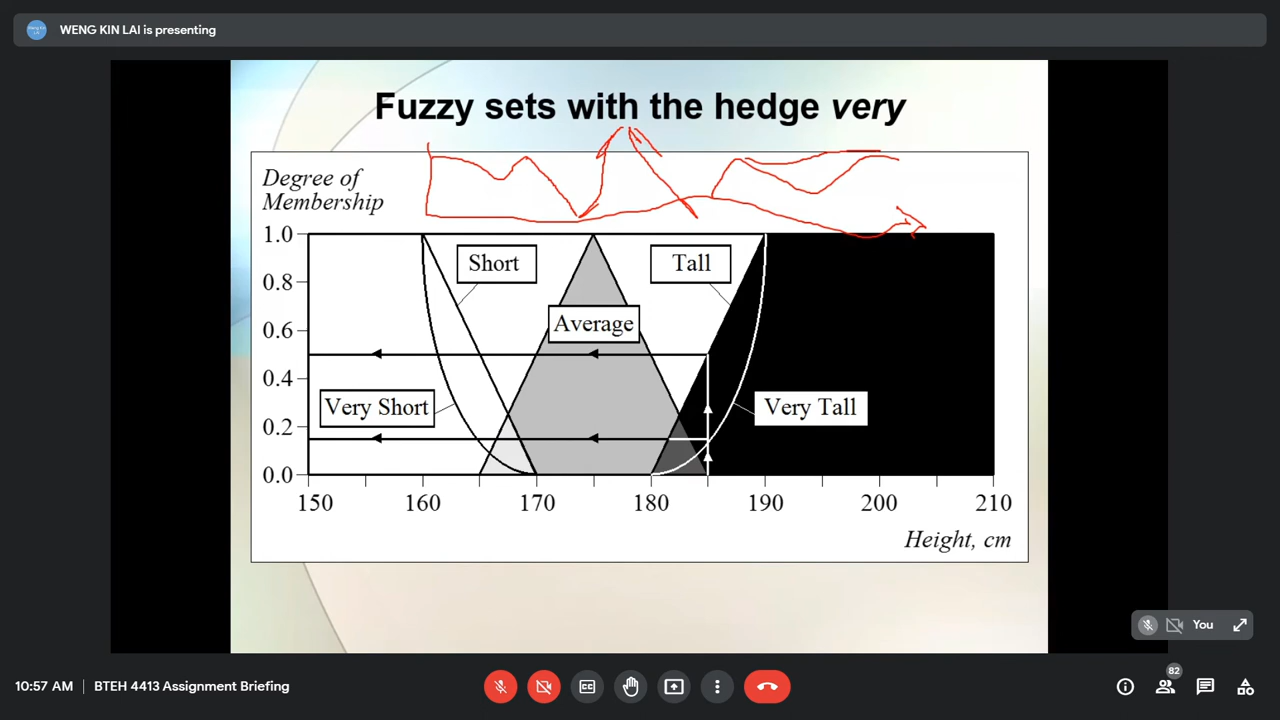 WENG KIN LAI is presenting
Fuzzy sets with the hedge very
Degree of
Membership
1.0
Short
Tall
0.8
0.6
Average
0.4
Very Short
Very Tall
0.2
0.0
150 160 170 180 190 200 210
Height, cm
You
10:57 AM | BTEH 4413 Assignment Briefing
82